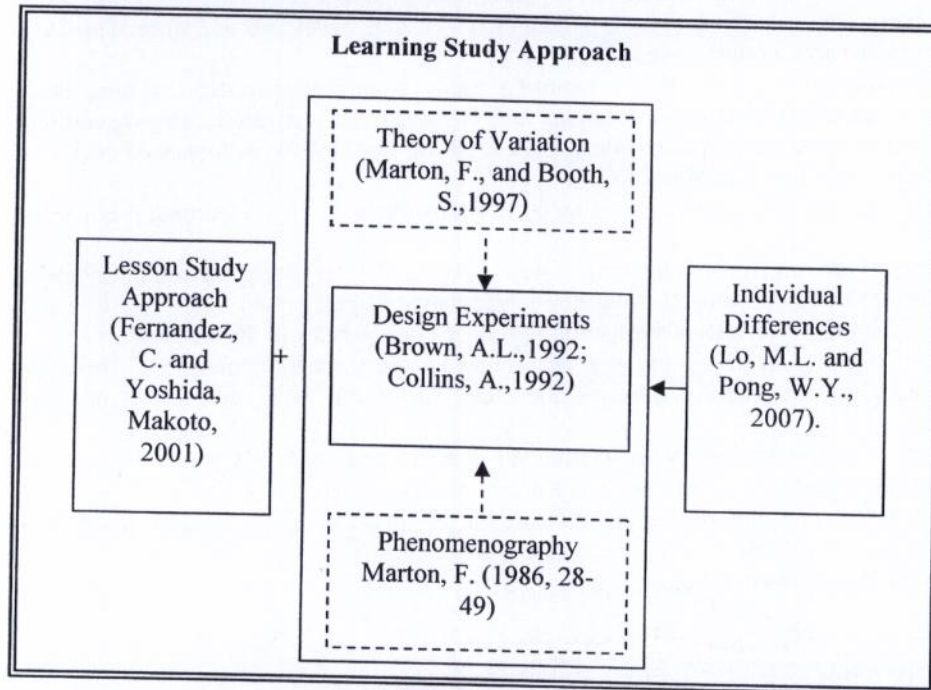 Learning Study Approach
Theory of Variation
(Marton, F., and Booth,
S.,1997)
Lesson Study
Approach
(Fernandez,
C. and
Yoshida,
Makoto,
2001)
+
Design Experiments
(Brown, A.L.,1992;
Collins, A.,1992)
Individual
Differences
(Lo, M.L. and
Pong, W.Y.,
2007).
Phenomenography
Marton, F. (1986, 28-
49)